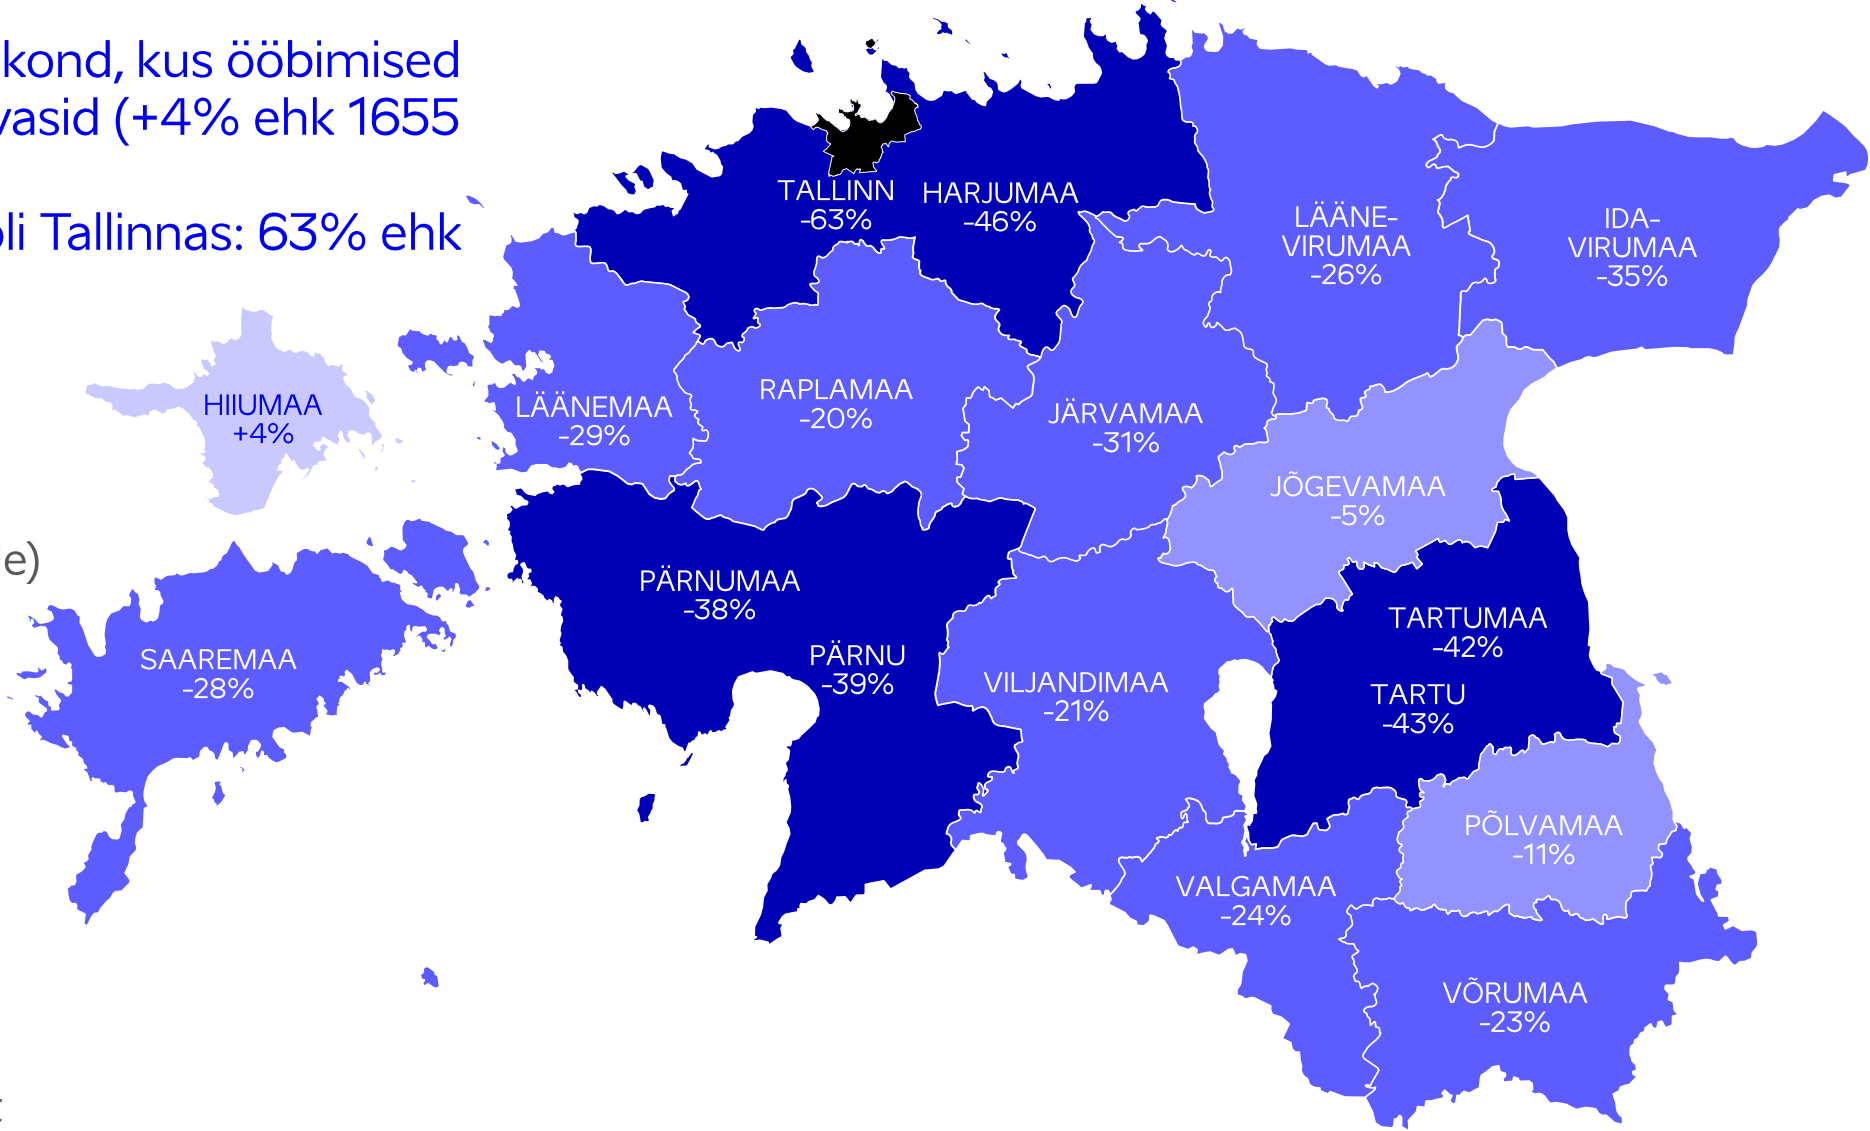 kond, kus ööbimised
vasid (+4% ehk 1655
oli Tallinnas: 63% ehk
e)
TALLINN
-63%
HARJUMAA
-46%
LÄÄNE-
VIRUMAA
-26%
IDA-
VIRUMAA
-35%
HIIUMAA
+4%
LÄÄNEMAA
-29%
RAPLAMAA
-20%
JÄRVAMAA
-31%
JÕGEVAMAA
-5%
PÄRNUMAA
-38%
PÄRNU
-39%
SAAREMAA
-28%
VILJANDIMAA
-21%
TARTUMAA
-42%
TARTU
-43%
PÕLVAMAA
-11%
VALGAMAA
-24%
VÕRUMAA
-23%